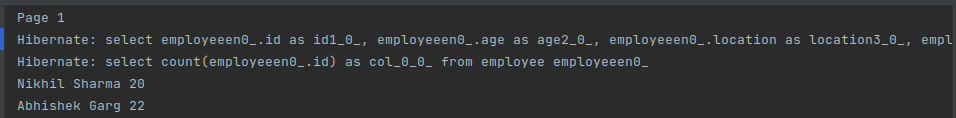 Page 1
Hibernate: select employeeen0_.id as id1_0_, employeeen0_.age as age2_0_, employeeen0_.location as location3_0_, empl
Hibernate: select count(employeeen0_.id) as col_0_0_ from employee employeeen0_
Nikhil Sharma 20
Abhishek Garg 22